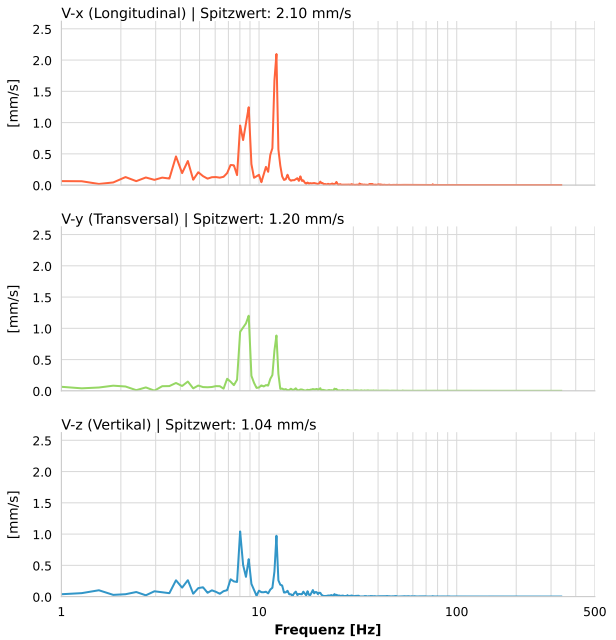 V-x (Longitudinal) | Spitzwert: 2.10 mm/s
2.5
2.0
1.5
1.0
0.5
0.0
[mm/s]
V-y (Transversal) | Spitzwert: 1.20 mm/s
2.5
2.0
1.5
1.0
0.5
0.0
[mm/s]
V-z (Vertikal) | Spitzwert: 1.04 mm/s
2.5
2.0
1.5
1.0
0.5
0.0
[mm/s]
1 10 100 500
Frequenz [Hz]